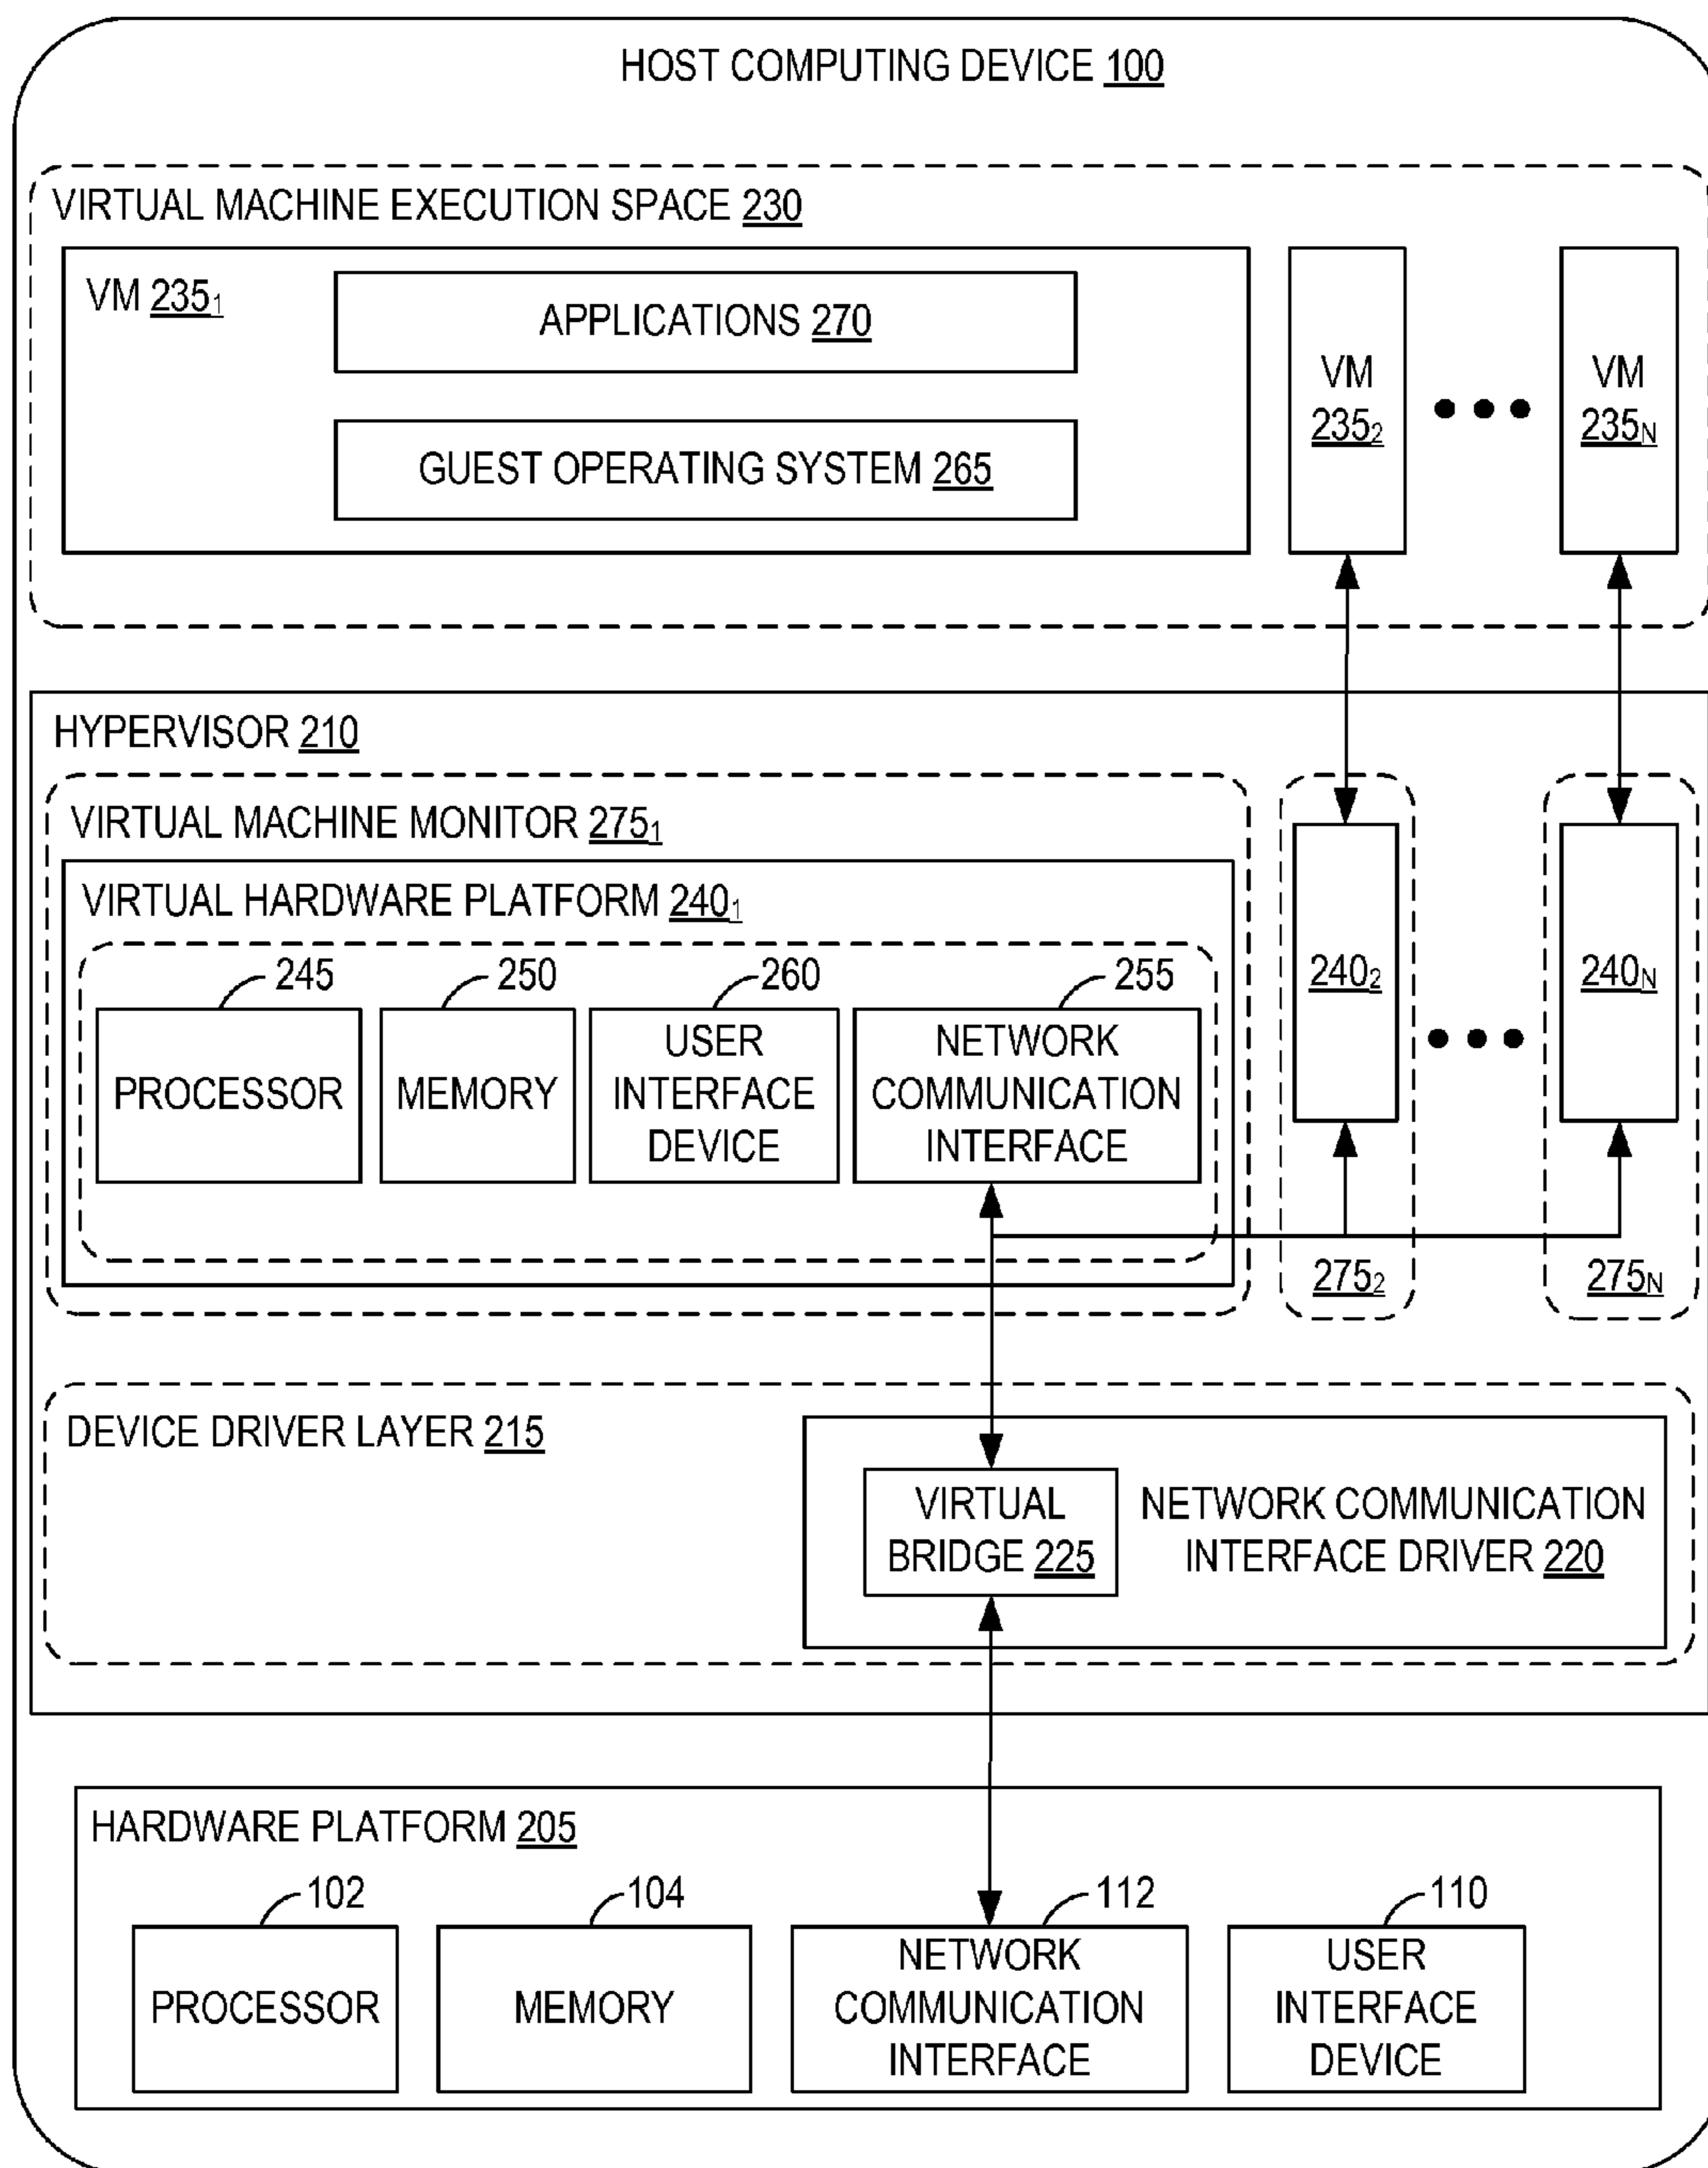 HOST COMPUTING DEVICE 100
VIRTUAL MACHINE EXECUTION SPACE 230
VM 235₁
APPLICATIONS 270
GUEST OPERATING SYSTEM 265
VM
235₂
VM
235N
HYPERVISOR 210
VIRTUAL MACHINE MONITOR 275₁
VIRTUAL HARDWARE PLATFORM 240₁
245
250
260
255
PROCESSOR
MEMORY
USER
INTERFACE
DEVICE
NETWORK
COMMUNICATION
INTERFACE
240₂
240N
275₂
275N
DEVICE DRIVER LAYER 215
VIRTUAL
BRIDGE 225
NETWORK COMMUNICATION
INTERFACE DRIVER 220
HARDWARE PLATFORM 205
102
104
112
110
PROCESSOR
MEMORY
NETWORK
COMMUNICATION
INTERFACE
USER
INTERFACE
DEVICE